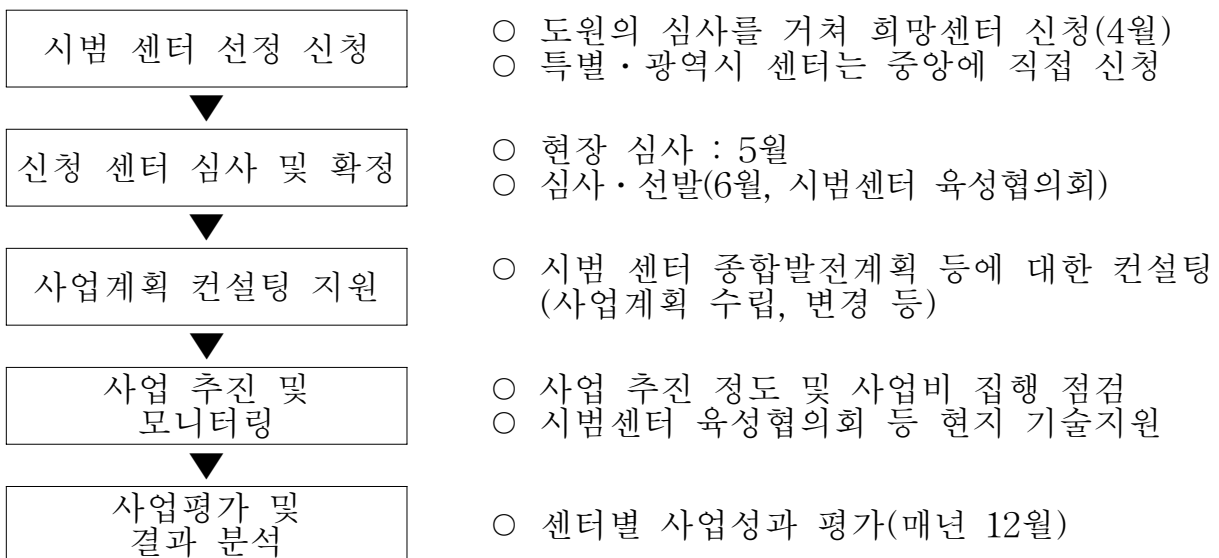 시범 센터 선정 신청
○ 도원의 심사를 거쳐 희망센터 신청(4월)
○ 특별・광역시 센터는 중앙에 직접 신청
▼
신청 센터 심사 및 확정
○ 현장 심사 : 5월
○ 심사・선발(6월, 시범센터 육성협의회)
▼
사업계획 컨설팅 지원
○ 시범 센터 종합발전계획 등에 대한 컨설팅
(사업계획 수립, 변경 등)
▼
사업 추진 및
모니터링
○ 사업 추진 정도 및 사업비 집행 점검
○ 시범센터 육성협의회 등 현지 기술지원
▼
사업평가 및
결과 분석
○ 센터별 사업성과 평가(매년 12월)